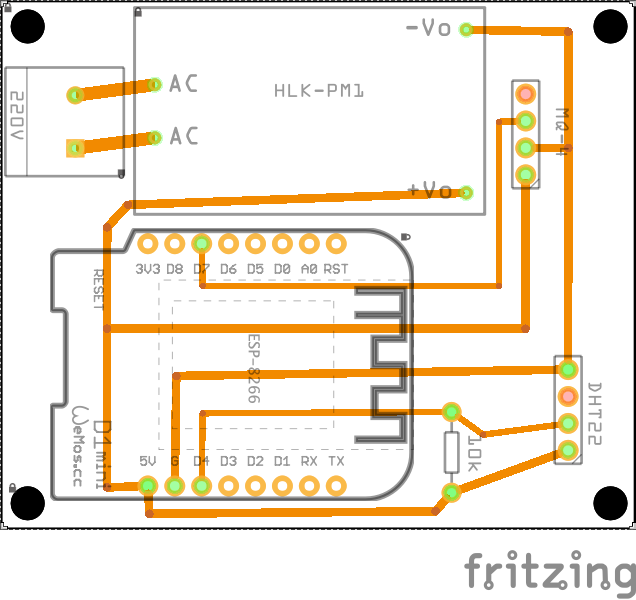 -Vo
AC
HLK-PM1
220V
MQ-4
AC
+Vo
3V3 D8 D7 D6 D5 D0 A0 RST
RESET
ESP-8266
DHT22
WeMos.cc
D1 mini
10k
5V G D4 D3 D2 D1 RX TX
fritzing